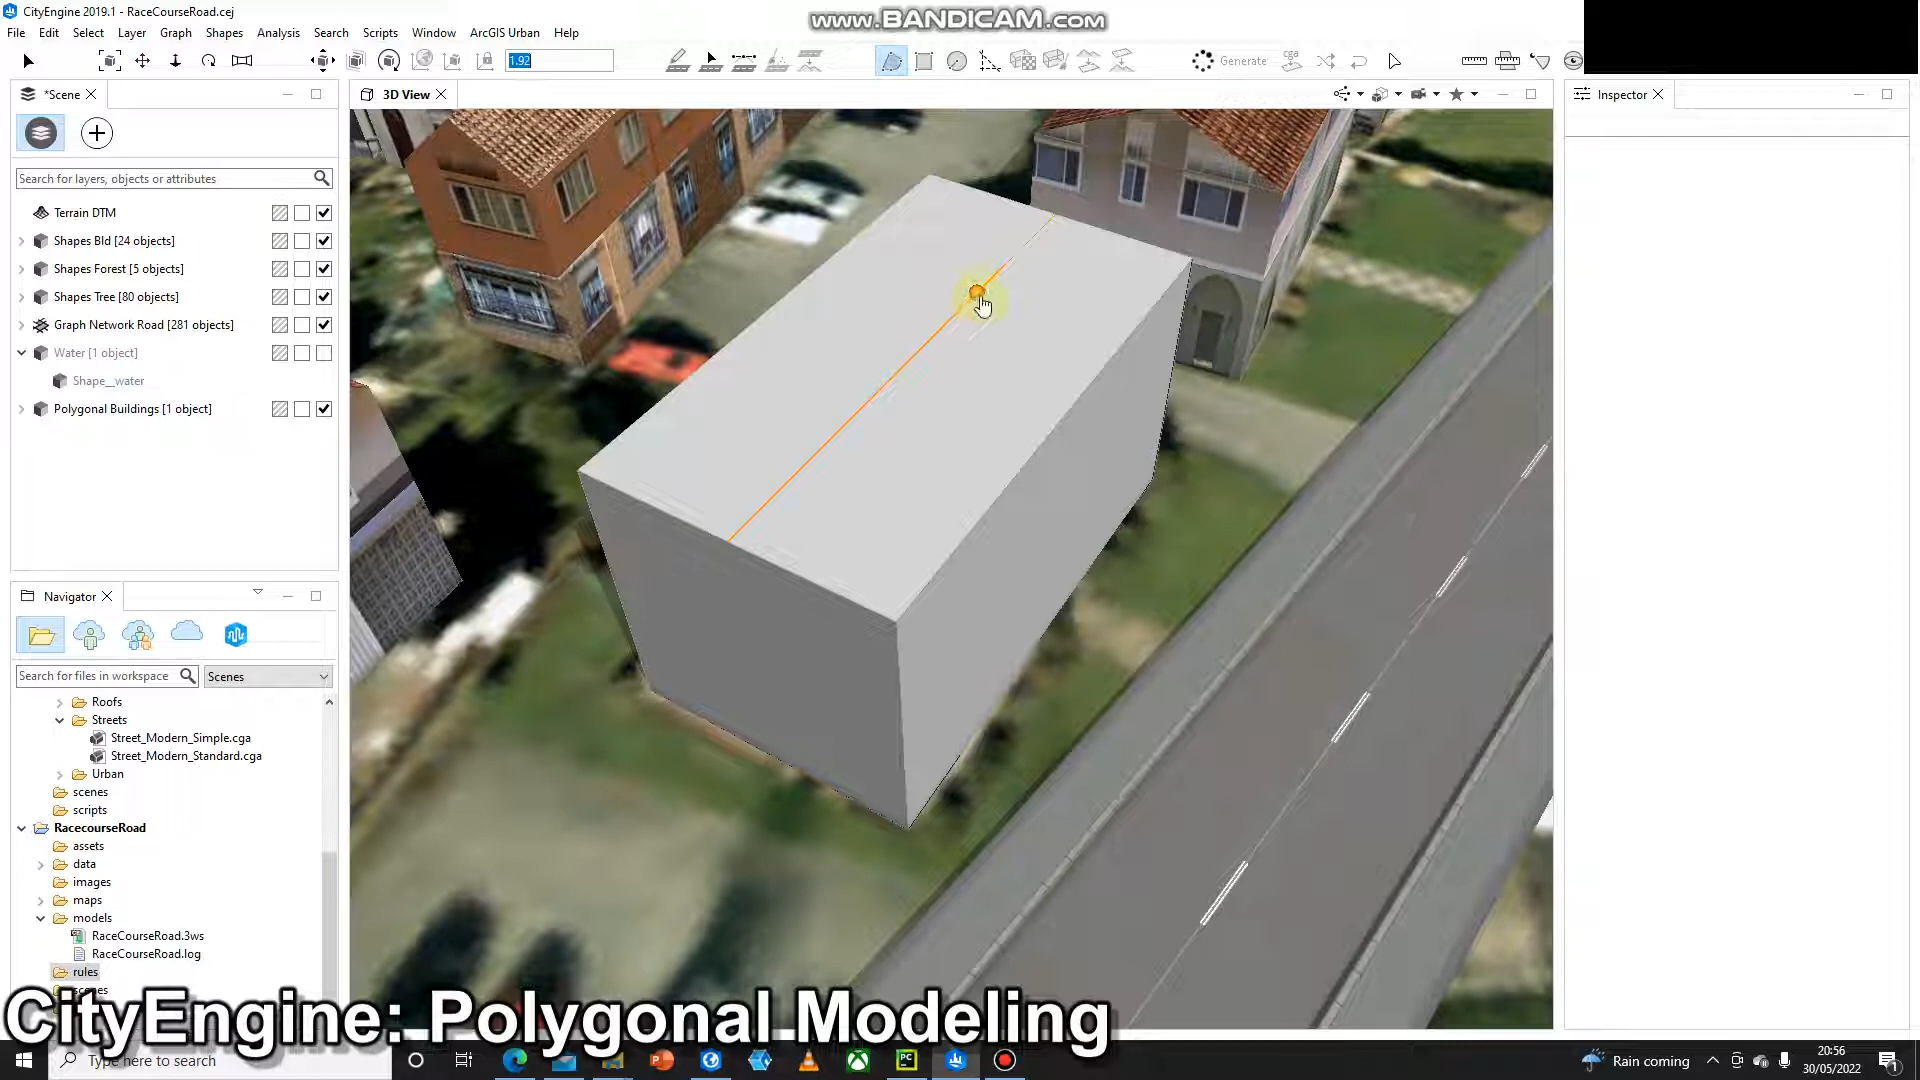 CityEngine 2019.1 - RaceCourseRoad.cej
www.BANDICAM.com
File Edit Select Layer Graph Shapes Analysis Search Scripts Window ArcGIS Urban Help
1.92
cga
Generate
*Scene
3D View
Inspector
Search for layers, objects or attributes
Terrain DTM
Shapes Bld [24 objects]
Shapes Forest [5 objects]
Shapes Tree [80 objects]
Graph Network Road [281 objects]
Water [1 object]
Shape__water
Polygonal Buildings [1 object]
Navigator
Search for files in workspace
Scenes
Roofs
Streets
Street_Modern_Simple.cga
Street_Modern_Standard.cga
Urban
scenes
scripts
RacecourseRoad
assets
data
images
maps
models
RaceCourseRoad.3ws
RaceCourseRoad.log
rules
scenes
CityEngine: Polygonal Modeling
Type here to search
PC
Rain coming
20:56
30/05/2022
1